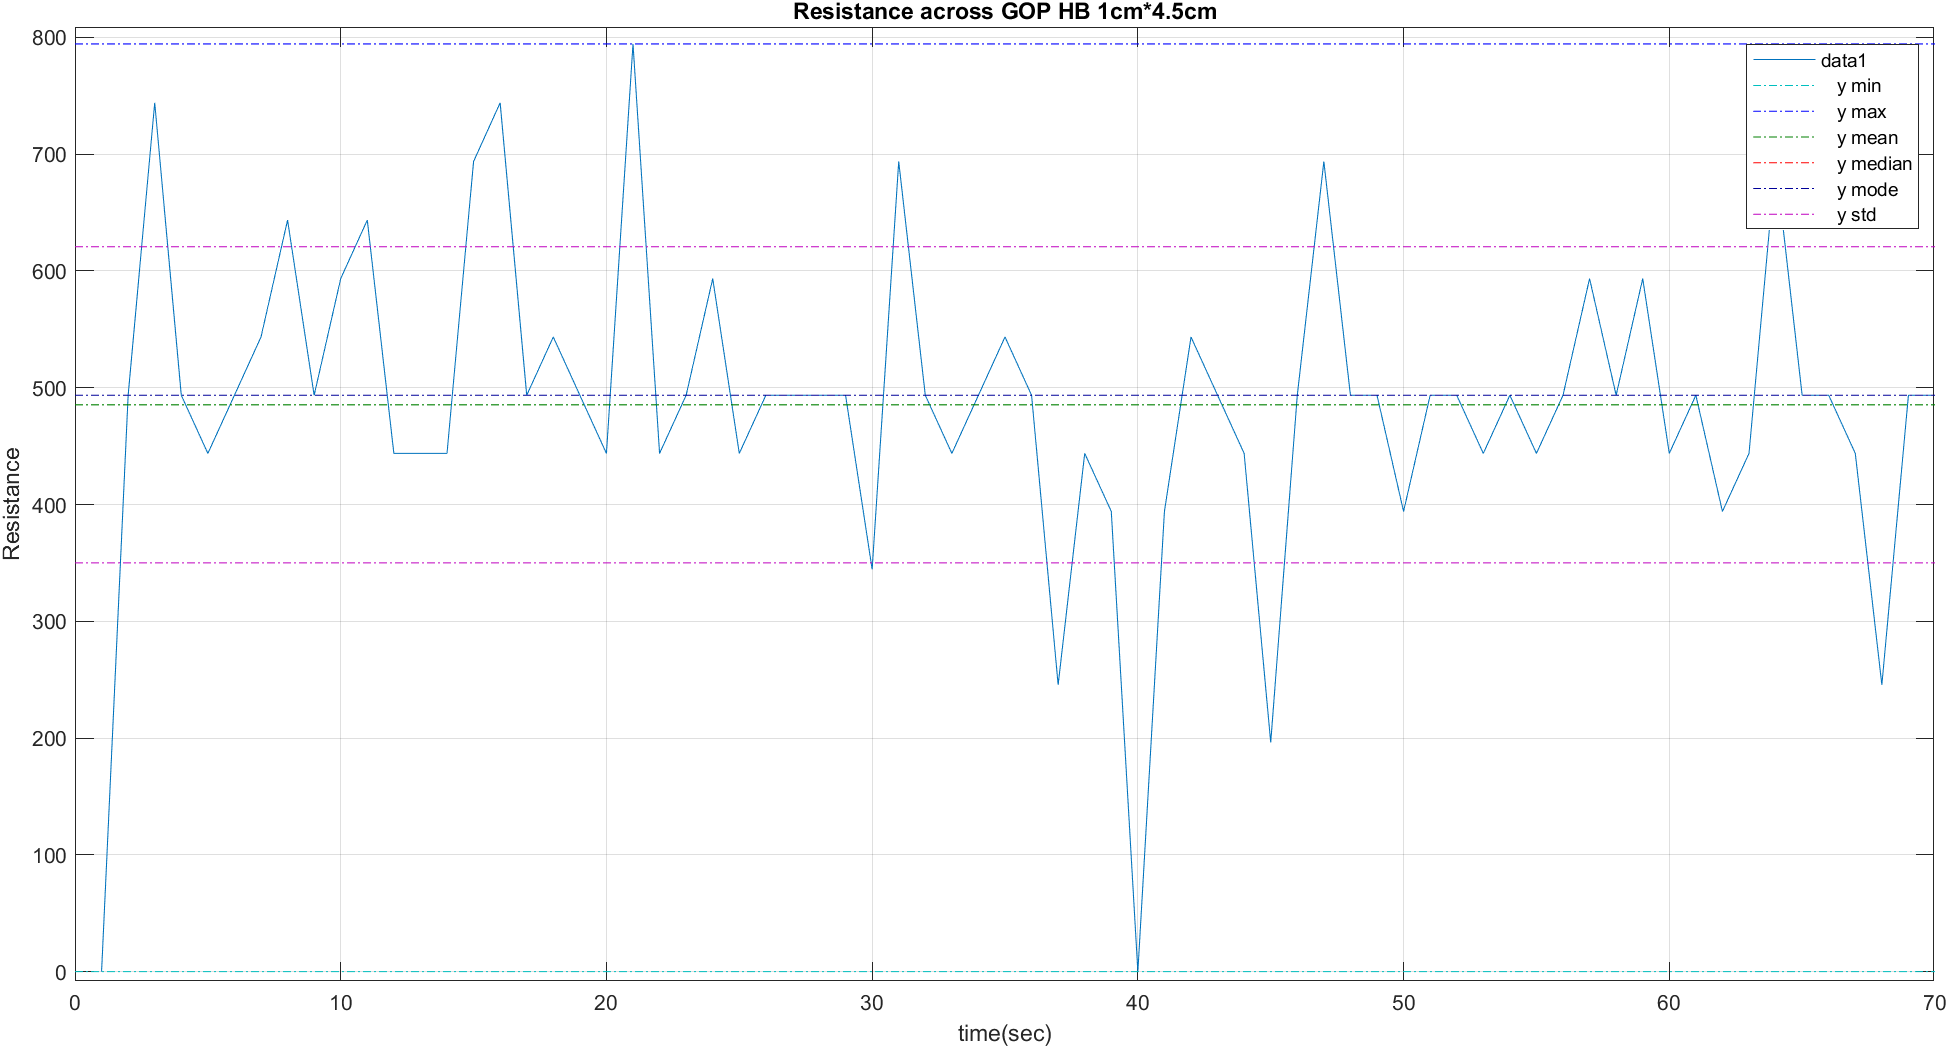 Resistance across GOP HB 1cm*4.5cm
800
700
600
500
400
300
200
100
0
Resistance
data1
y min
y max
y mean
y median
y mode
y std
0 10 20 30 40 50 60 70
time(sec)